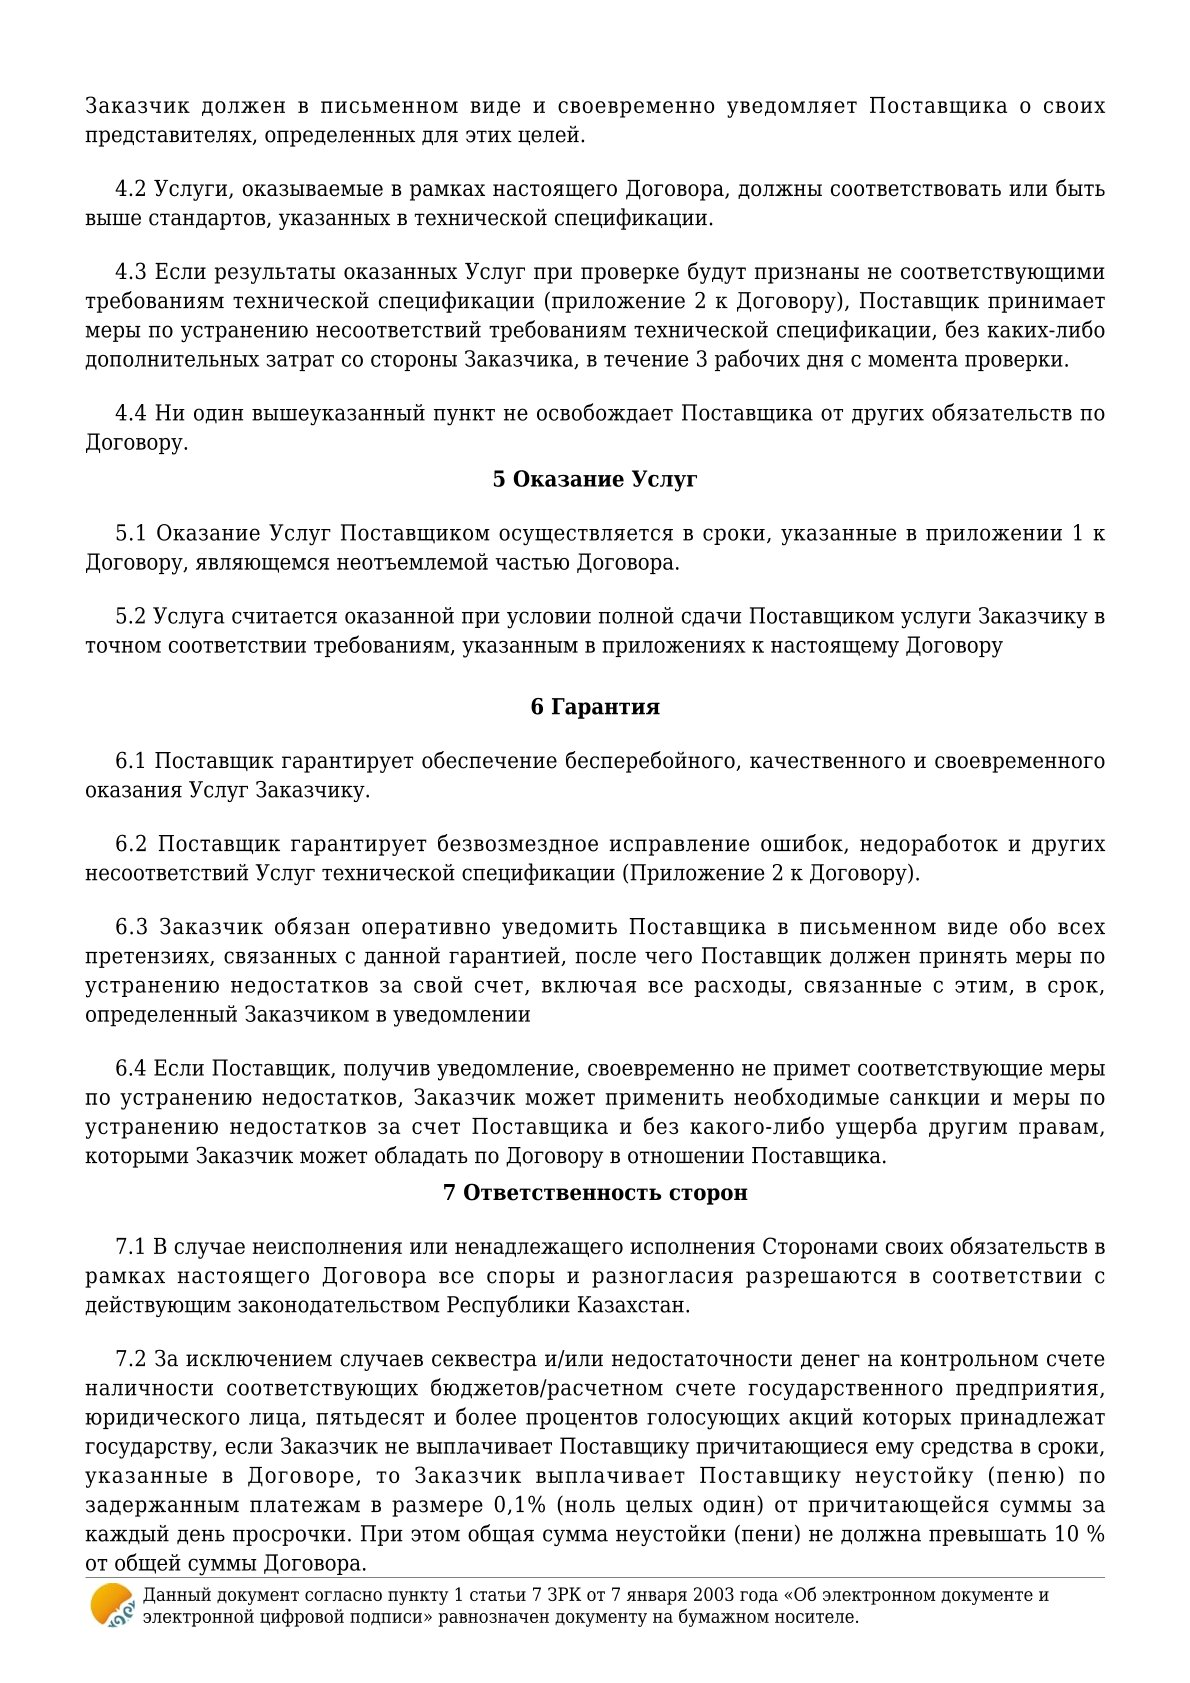 Заказчик должен в письменном виде и своевременно уведомляет Поставщика о своих
представителях, определенных для этих целей.
4.2 Услуги, оказываемые в рамках настоящего Договора, должны соответствовать или быть
выше стандартов, указанных в технической спецификации.
4.3 Если результаты оказанных Услуг при проверке будут признаны не соответствующими
требованиям технической спецификации (приложение 2 к Договору), Поставщик принимает
меры по устранению несоответствий требованиям технической спецификации, без каких-либо
дополнительных затрат со стороны Заказчика, в течение 3 рабочих дня с момента проверки.
4.4 Ни один вышеуказанный пункт не освобождает Поставщика от других обязательств по
Договору.
5 Оказание Услуг
5.1 Оказание Услуг Поставщиком осуществляется в сроки, указанные в приложении 1 к
Договору, являющемся неотъемлемой частью Договора.
5.2 Услуга считается оказанной при условии полной сдачи Поставщиком услуги Заказчику в
точном соответствии требованиям, указанным в приложениях к настоящему Договору
6 Гарантия
6.1 Поставщик гарантирует обеспечение бесперебойного, качественного и своевременного
оказания Услуг Заказчику.
6.2 Поставщик гарантирует безвозмездное исправление ошибок, недоработок и других
несоответствий Услуг технической спецификации (Приложение 2 к Договору).
6.3 Заказчик обязан оперативно уведомить Поставщика в письменном виде обо всех
претензиях, связанных с данной гарантией, после чего Поставщик должен принять меры по
устранению недостатков за свой счет, включая все расходы, связанные с этим, в срок,
определенный Заказчиком в уведомлении
6.4 Если Поставщик, получив уведомление, своевременно не примет соответствующие меры
по устранению недостатков, Заказчик может применить необходимые санкции и меры по
устранению недостатков за счет Поставщика и без какого-либо ущерба другим правам,
которыми Заказчик может обладать по Договору в отношении Поставщика.
7 Ответственность сторон
7.1 В случае неисполнения или ненадлежащего исполнения Сторонами своих обязательств в
рамках настоящего Договора все споры и разногласия разрешаются в соответствии с
действующим законодательством Республики Казахстан.
7.2 За исключением случаев секвестра и/или недостаточности денег на контрольном счете
наличности соответствующих бюджетов/расчетном счете государственного предприятия,
юридического лица, пятьдесят и более процентов голосующих акций которых принадлежат
государству, если Заказчик не выплачивает Поставщику причитающиеся ему средства в сроки,
указанные в Договоре, то Заказчик выплачивает Поставщику неустойку (пеню) по
задержанным платежам в размере 0,1% (ноль целых один) от причитающейся суммы за
каждый день просрочки. При этом общая сумма неустойки (пени) не должна превышать 10 %
от общей суммы Договора.
Данный документ согласно пункту 1 статьи 7 ЗРК от 7 января 2003 года «Об электронном документе и
электронной цифровой подписи» равнозначен документу на бумажном носителе.